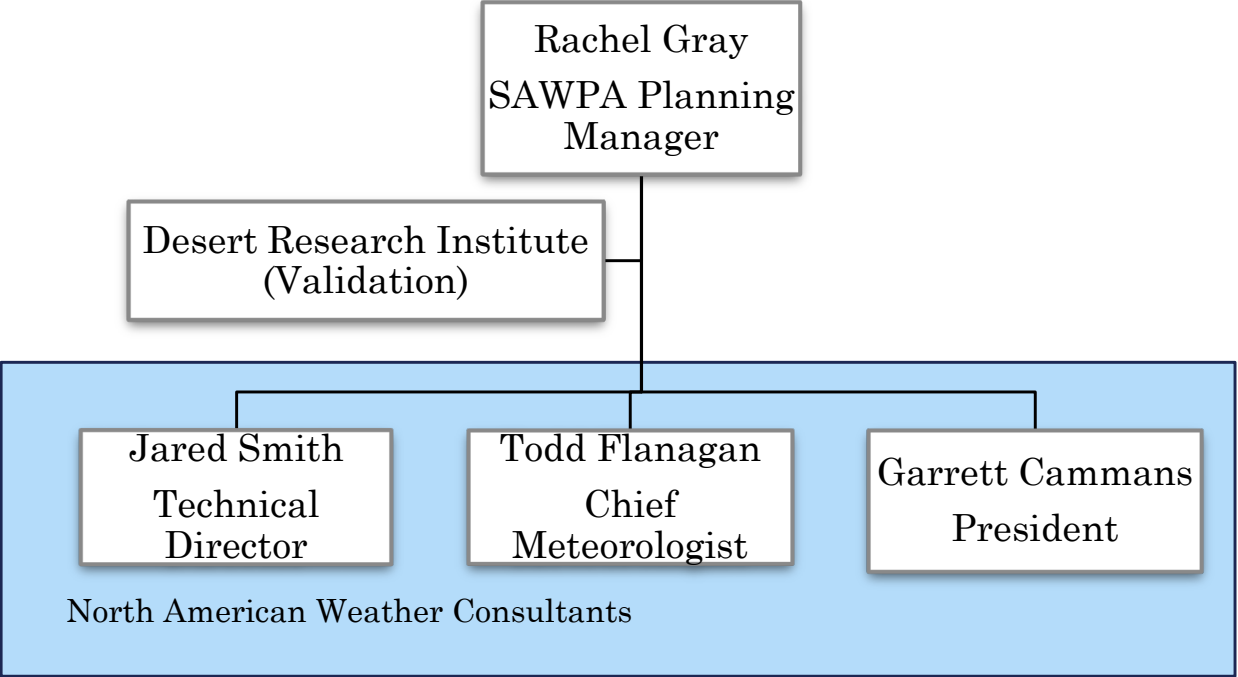 Rachel Gray
SAWPA Planning
Manager
Desert Research Institute
(Validation)
Jared Smith
Technical
Director
Todd Flanagan
Chief
Meteorologist
Garrett Cammans
President
North American Weather Consultants